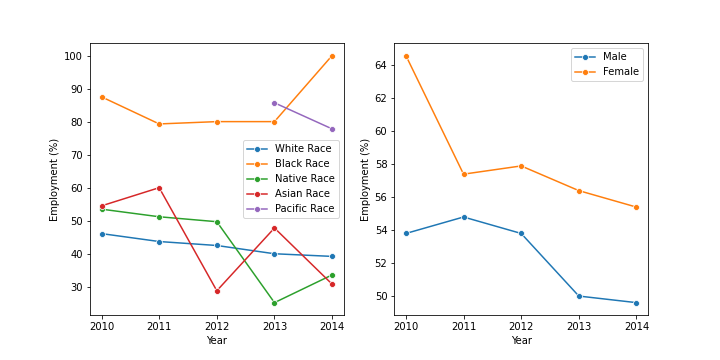 100
90
80
70
60
50
40
30
Employment (%)
2010 2011 2012 2013 2014
Year
White Race
Black Race
Native Race
Asian Race
Pacific Race
64
62
60
58
56
54
52
50
Employment (%)
2010 2011 2012 2013 2014
Year
Male
Female